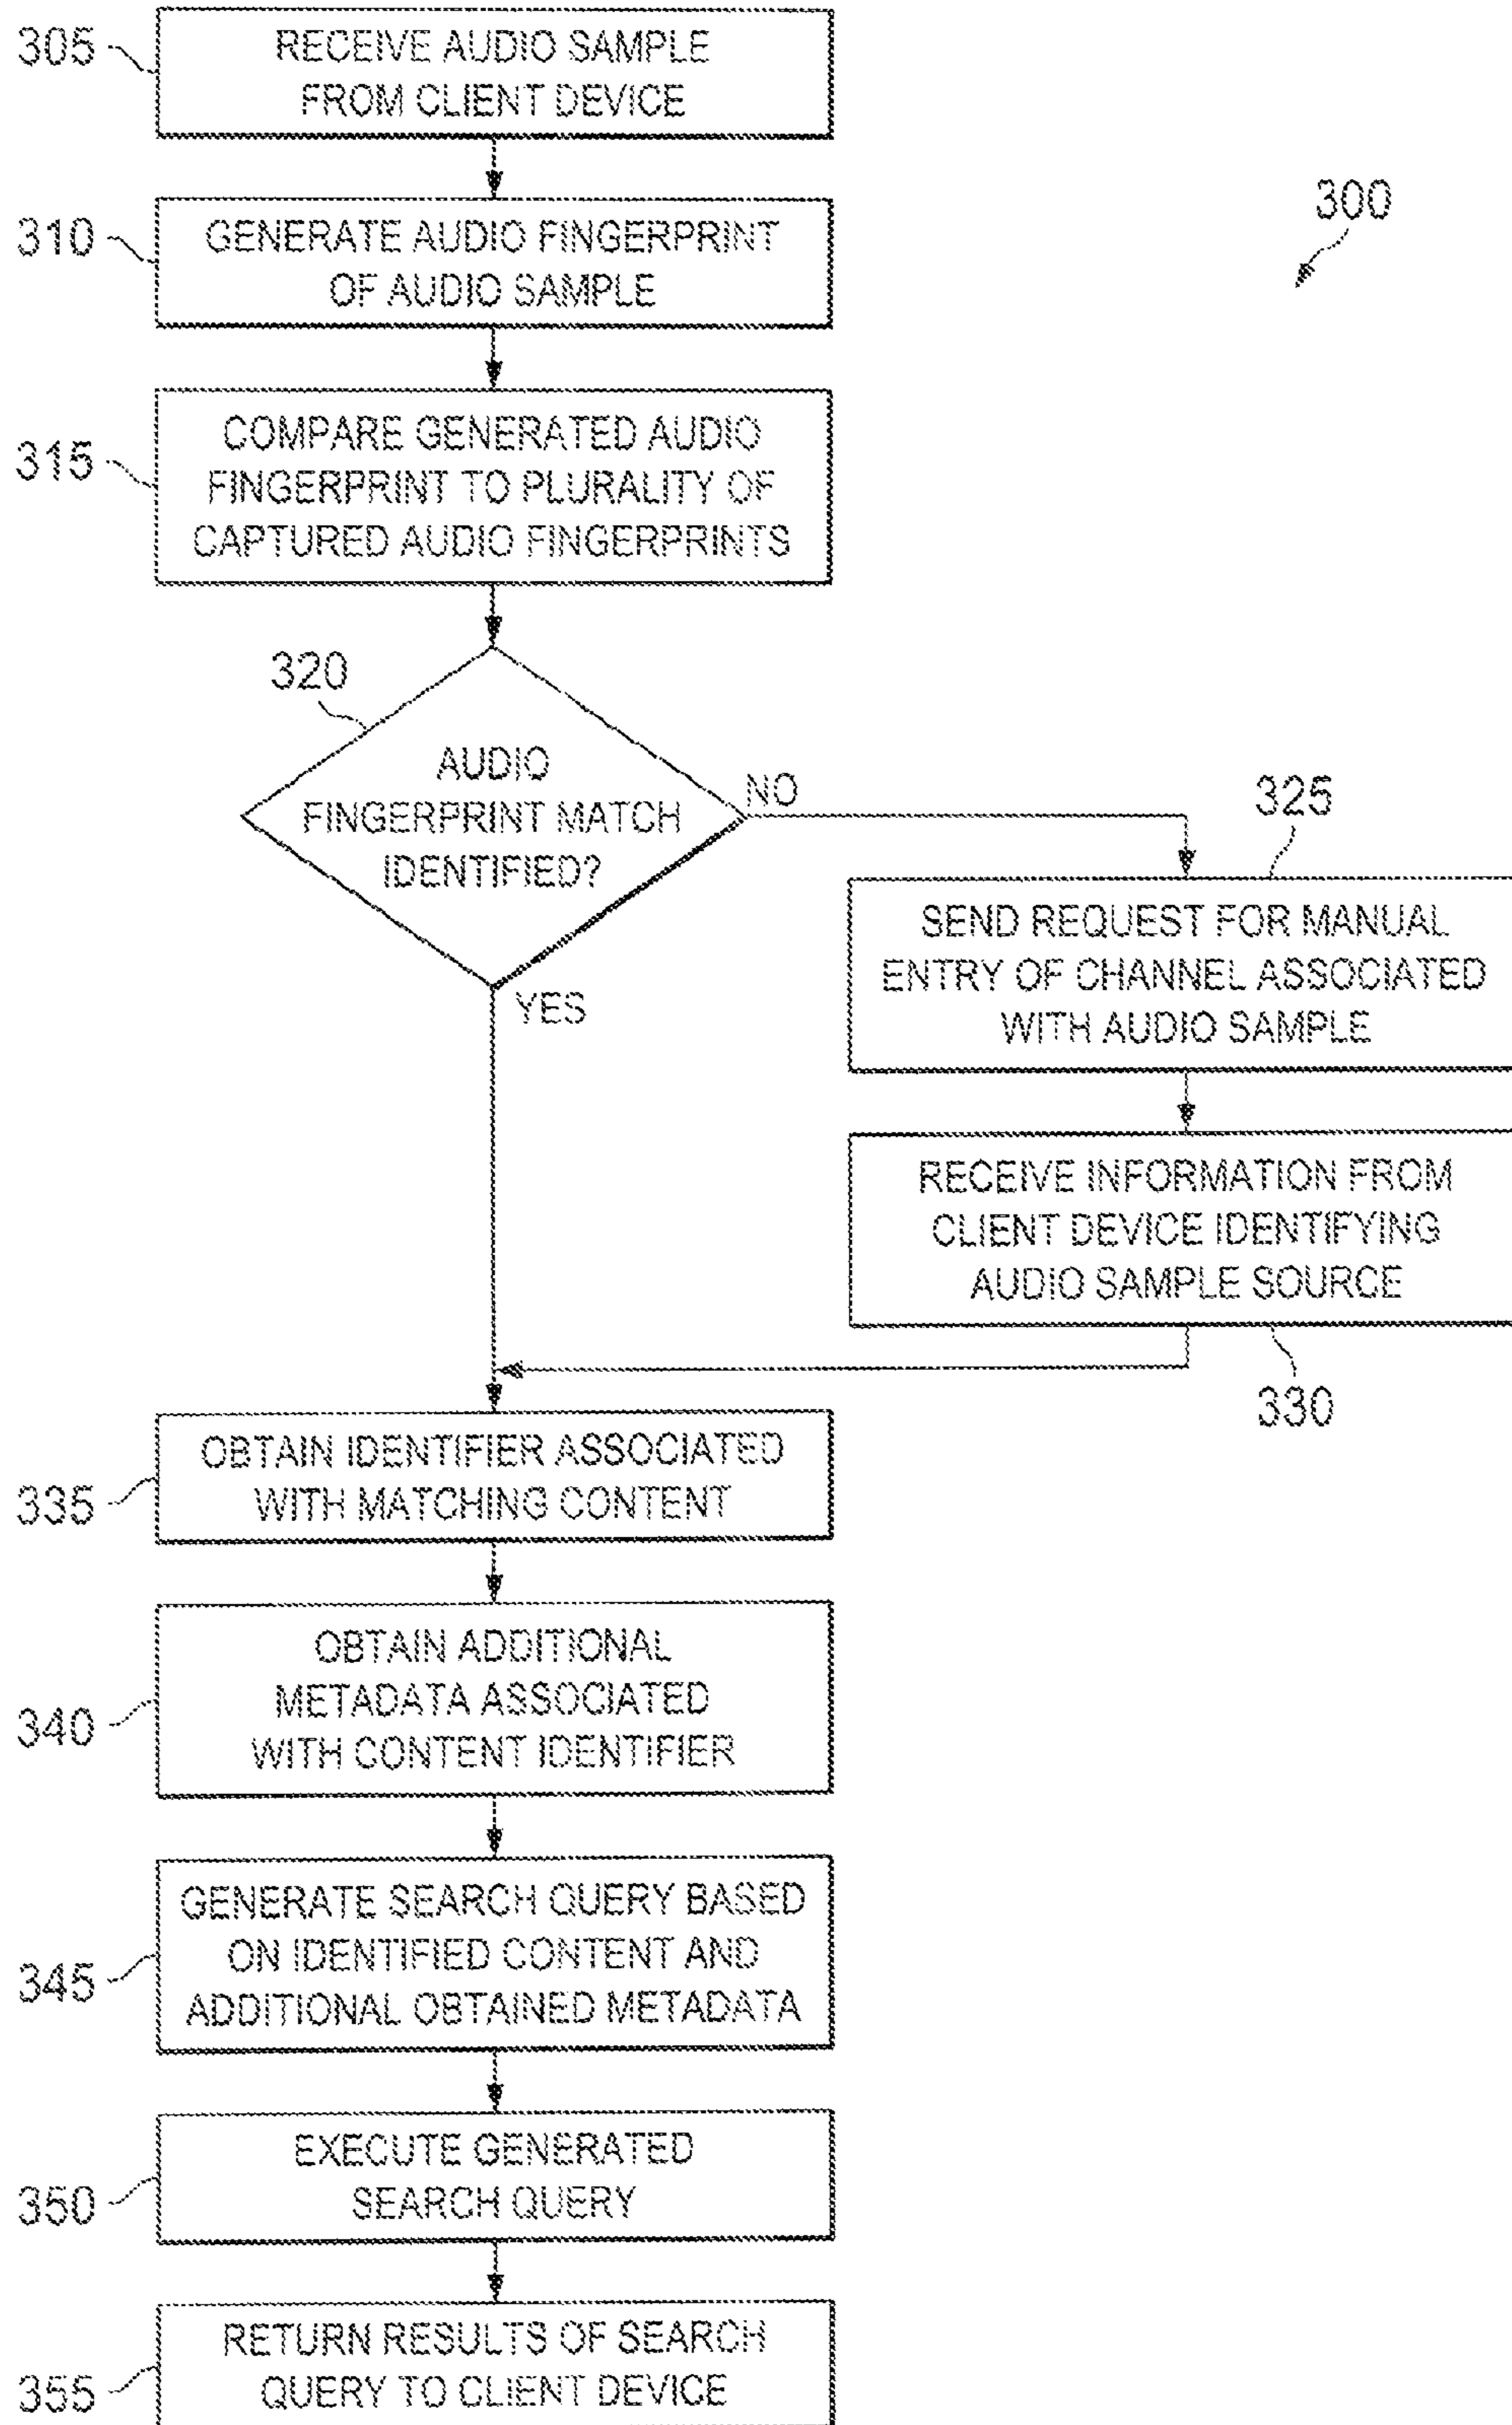 305
RECEIVE AUDIO SAMPLE
FROM CLIENT DEVICE
300
310
GENERATE AUDIO FINGERPRINT
OF AUDIO SAMPLE
315
COMPARE GENERATED AUDIO
FINGERPRINT TO PLURALITY OF
CAPTURED AUDIO FINGERPRINTS
320
AUDIO
FINGERPRINT MATCH
IDENTIFIED?
NO
YES
325
SEND REQUEST FOR MANUAL
ENTRY OF CHANNEL ASSOCIATED
WITH AUDIO SAMPLE
RECEIVE INFORMATION FROM
CLIENT DEVICE IDENTIFYING
AUDIO SAMPLE SOURCE
330
335
OBTAIN IDENTIFIER ASSOCIATED
WITH MATCHING CONTENT
340
OBTAIN ADDITIONAL
METADATA ASSOCIATED
WITH CONTENT IDENTIFIER
345
GENERATE SEARCH QUERY BASED
ON IDENTIFIED CONTENT AND
ADDITIONAL OBTAINED METADATA
350
EXECUTE GENERATED
SEARCH QUERY
355
RETURN RESULTS OF SEARCH
QUERY TO CLIENT DEVICE